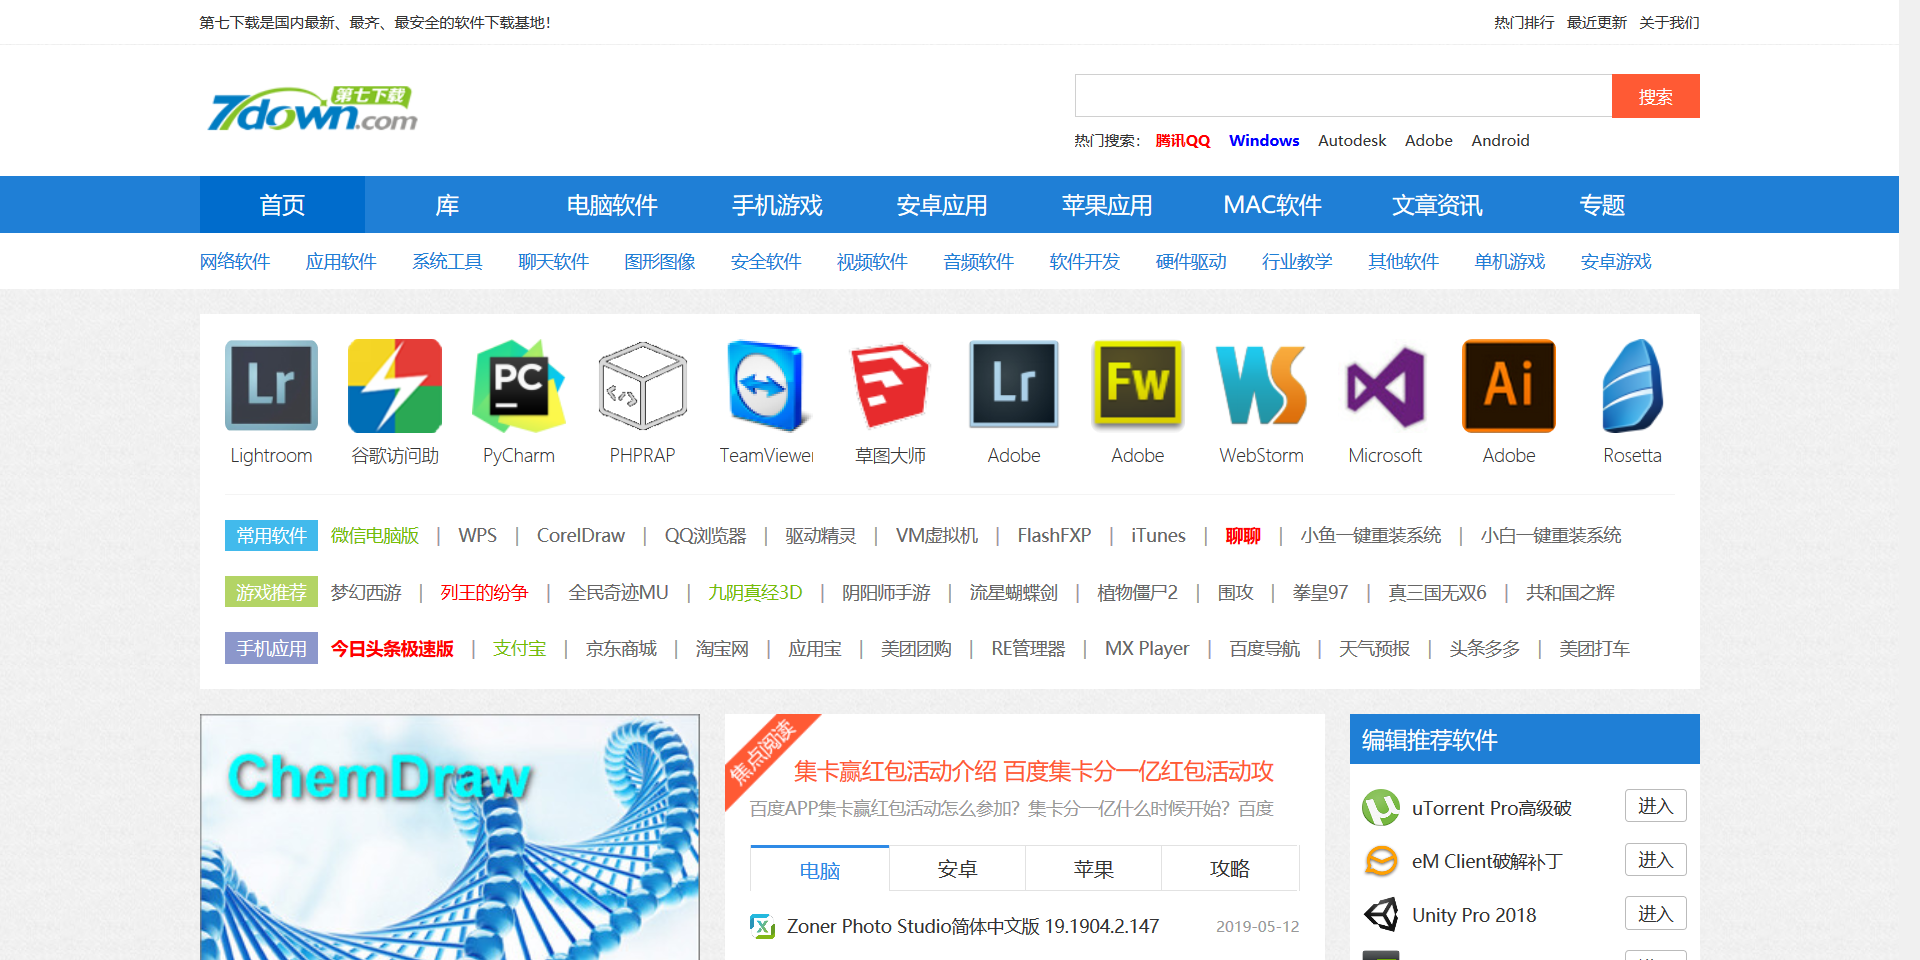 第七下载是国内最新、最齐、最安全的软件下载基地!
热门排行 最近更新 关于我们
7down.com 第七下载
搜索
热门搜索: 腾讯QQ Windows Autodesk Adobe Android
首页 库 电脑软件 手机游戏 安卓应用 苹果应用 MAC软件 文章资讯 专题
网络软件 应用软件 系统工具 聊天软件 图形图像 安全软件 视频软件 音频软件 软件开发 硬件驱动 行业教学 其他软件 单机游戏 安卓游戏
Lr PC Lr Fw WS Ai
Lightroom 谷歌访问助 PyCharm PHPRAP TeamViewer 草图大师 Adobe Adobe WebStorm Microsoft Adobe Rosetta
常用软件 微信电脑版 | WPS | CorelDraw | QQ浏览器 | 驱动精灵 | VM虚拟机 | FlashFXP | iTunes | 聊聊 | 小鱼一键重装系统 | 小白一键重装系统
游戏推荐 梦幻西游 | 列王的纷争 | 全民奇迹MU | 九阴真经3D | 阴阳师手游 | 流星蝴蝶剑 | 植物僵尸2 | 围攻 | 拳皇97 | 真三国无双6 | 共和国之辉
手机应用 今日头条极速版 | 支付宝 | 京东商城 | 淘宝网 | 应用宝 | 美团团购 | RE管理器 | MX Player | 百度导航 | 天气预报 | 头条多多 | 美团打车
ChemDraw
焦点阅读
集卡赢红包活动介绍 百度集卡分一亿红包活动攻
百度APP集卡赢红包活动怎么参加？集卡分一亿什么时候开始？百度
电脑 安卓 苹果 攻略
Zoner Photo Studio简体中文版 19.1904.2.147 2019-05-12
编辑推荐软件
uTorrent Pro高级破 进入
eM Client破解补丁 进入
Unity Pro 2018 进入